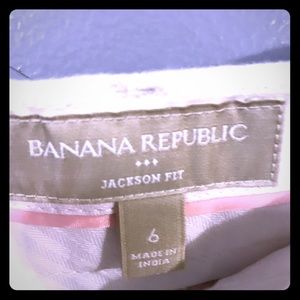 BANANA REPUBLIC
JACKSON FIT
6
MADE IN
INDIA